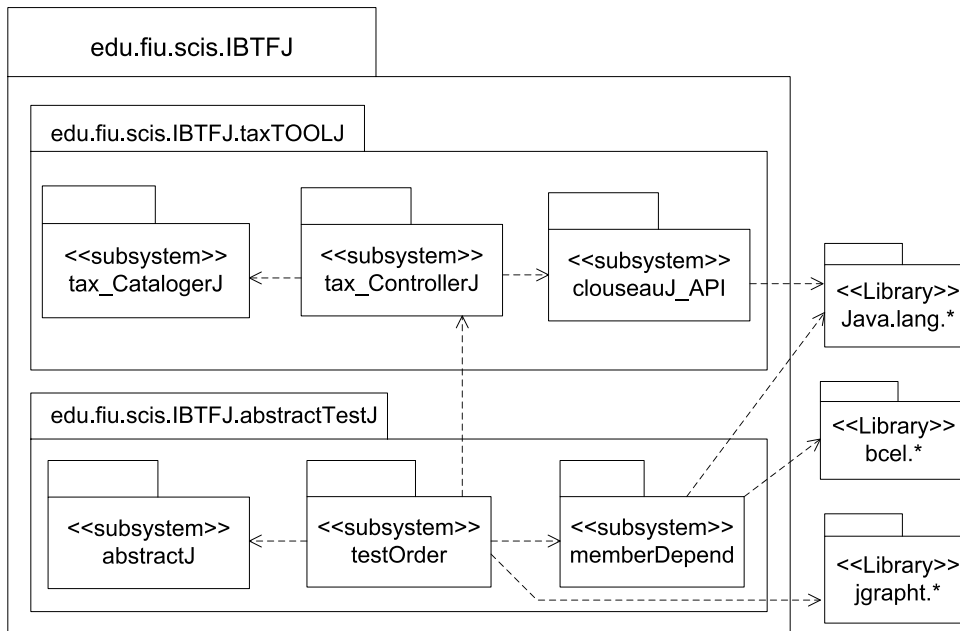 edu.fiu.scis.IBTFJ
edu.fiu.scis.IBTFJ.taxTOOLJ
<<subsystem>>
tax_CatalogerJ
<<subsystem>>
tax_ControllerJ
<<subsystem>>
clouseauJ_API
<<Library>>
Java.lang.*
edu.fiu.scis.IBTFJ.abstractTestJ
<<Library>>
bcel.*
<<subsystem>>
abstractJ
<<subsystem>>
testOrder
<<subsystem>>
memberDepend
<<Library>>
jgrapht.*